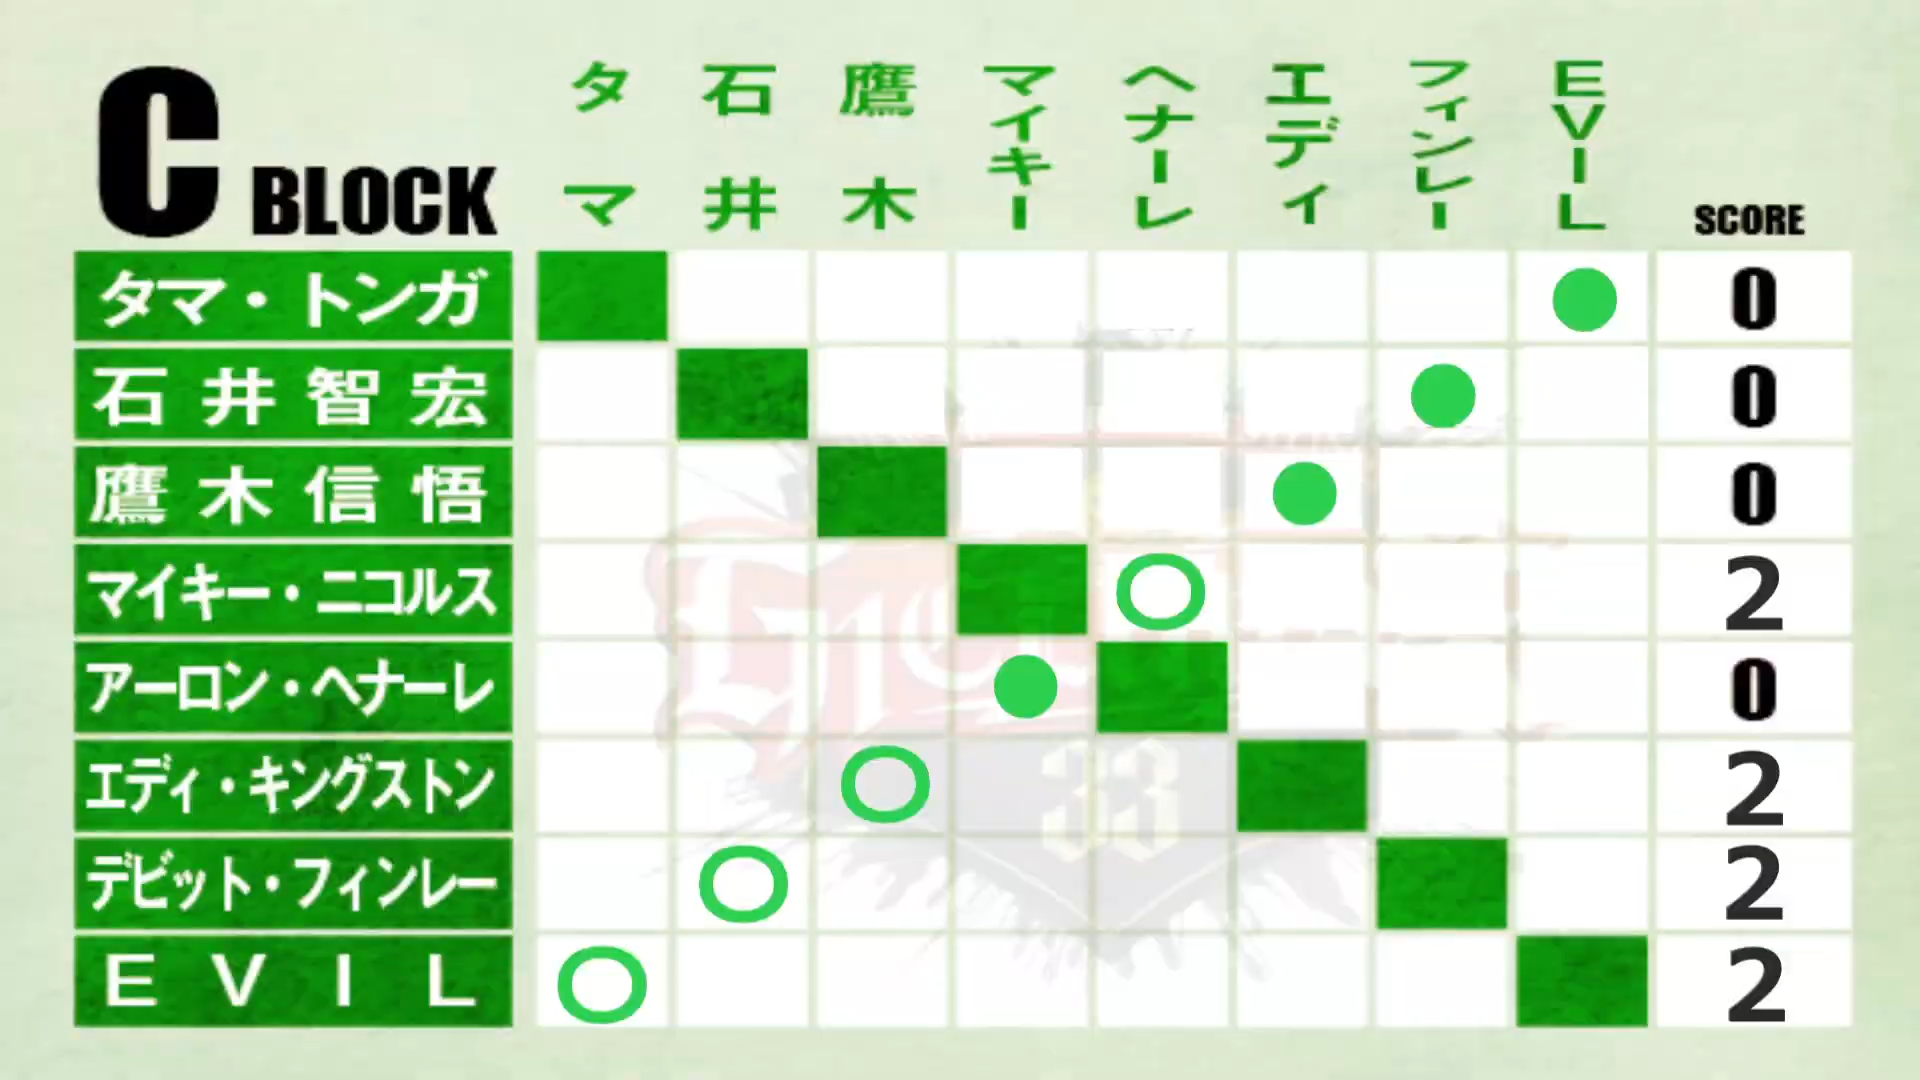 C BLOCK
タマ 石井 鷹木 マイキー ヘナーレ エディ フィンレー EVIL SCORE
タマ・トンガ 0
石井智宏 0
鷹木信悟 0
マイキー・ニコルス 2
アーロン・ヘナーレ 0
エディ・キングストン 2
デビット・フィンレー 2
EVIL 2
G1 33